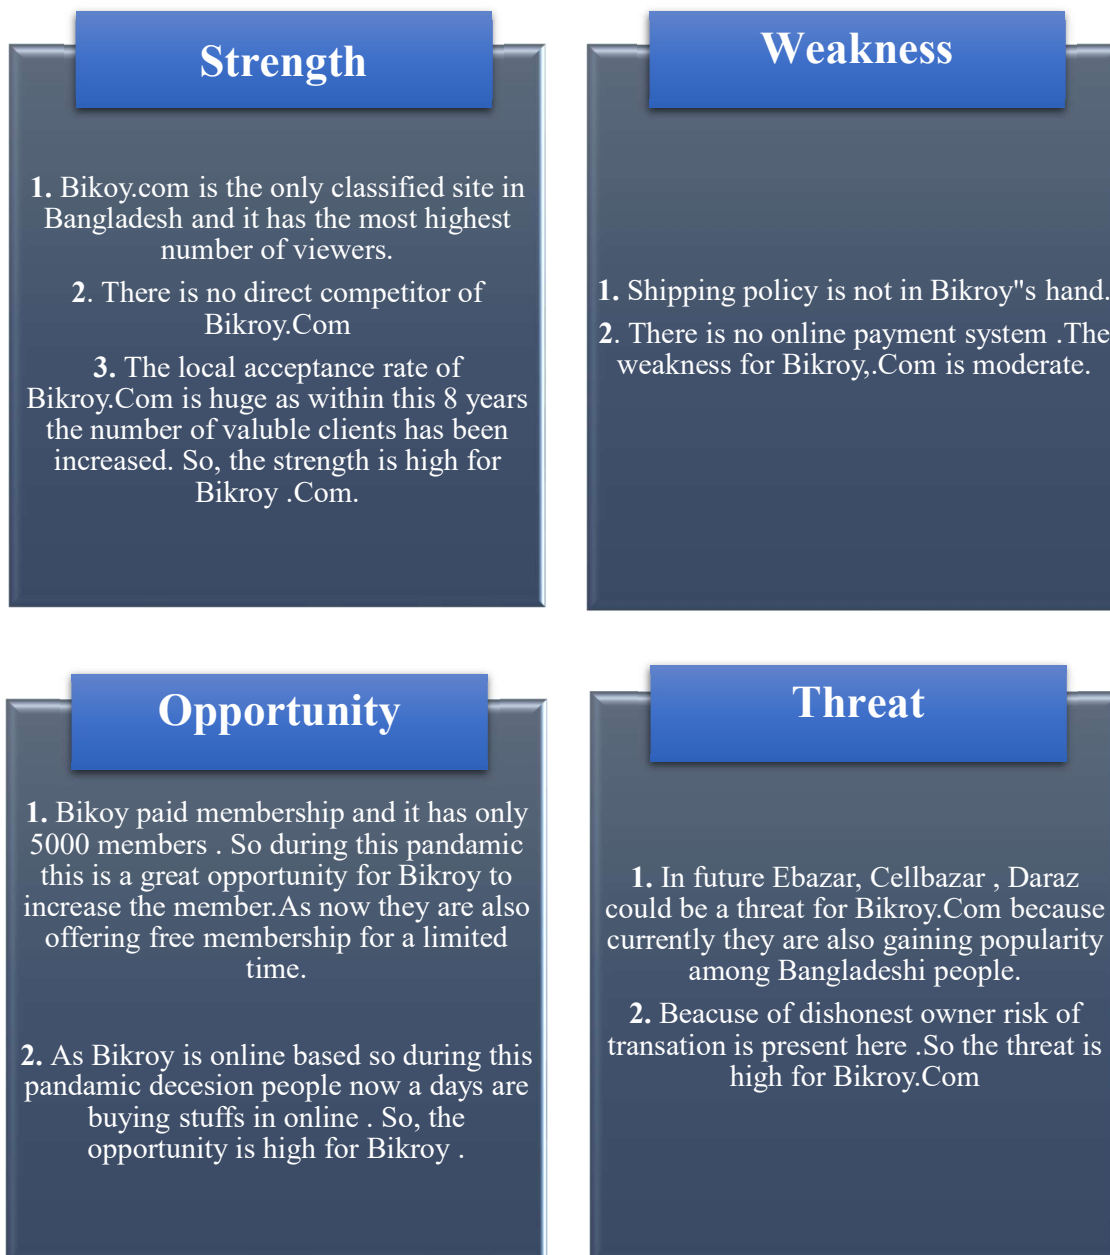 Strength
1. Bikoy.com is the only classified site in
Bangladesh and it has the most highest
number of viewers.
2. There is no direct competitor of
Bikroy.Com
3. The local acceptance rate of
Bikroy.Com is huge as within this 8 years
the number of valuble clients has been
increased. So, the strength is high for
Bikroy .Com.
Weakness
1. Shipping policy is not in Bikroy"s hand.
2. There is no online payment system .The
weakness for Bikroy,.Com is moderate.
Opportunity
1. Bikoy paid membership and it has only
5000 members . So during this pandamic
this is a great opportunity for Bikroy to
increase the member.As now they are also
offering free membership for a limited
time.
2. As Bikroy is online based so during this
pandamic decesion people now a days are
buying stuffs in online . So, the
opportunity is high for Bikroy .
Threat
1. In future Ebazar, Cellbazar , Daraz
could be a threat for Bikroy.Com because
currently they are also gaining popularity
among Bangladeshi people.
2. Beacuse of dishonest owner risk of
transation is present here .So the threat is
high for Bikroy.Com